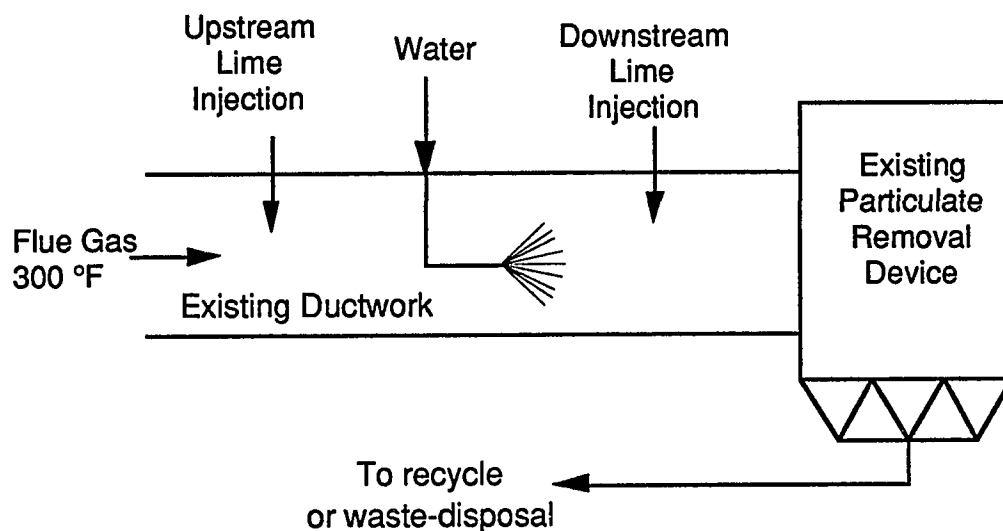 Upstream
Lime
Injection
Water
Downstream
Lime
Injection
Existing
Particulate
Removal
Device
Flue Gas
300 ºF
Existing Ductwork
To recycle
or waste-disposal